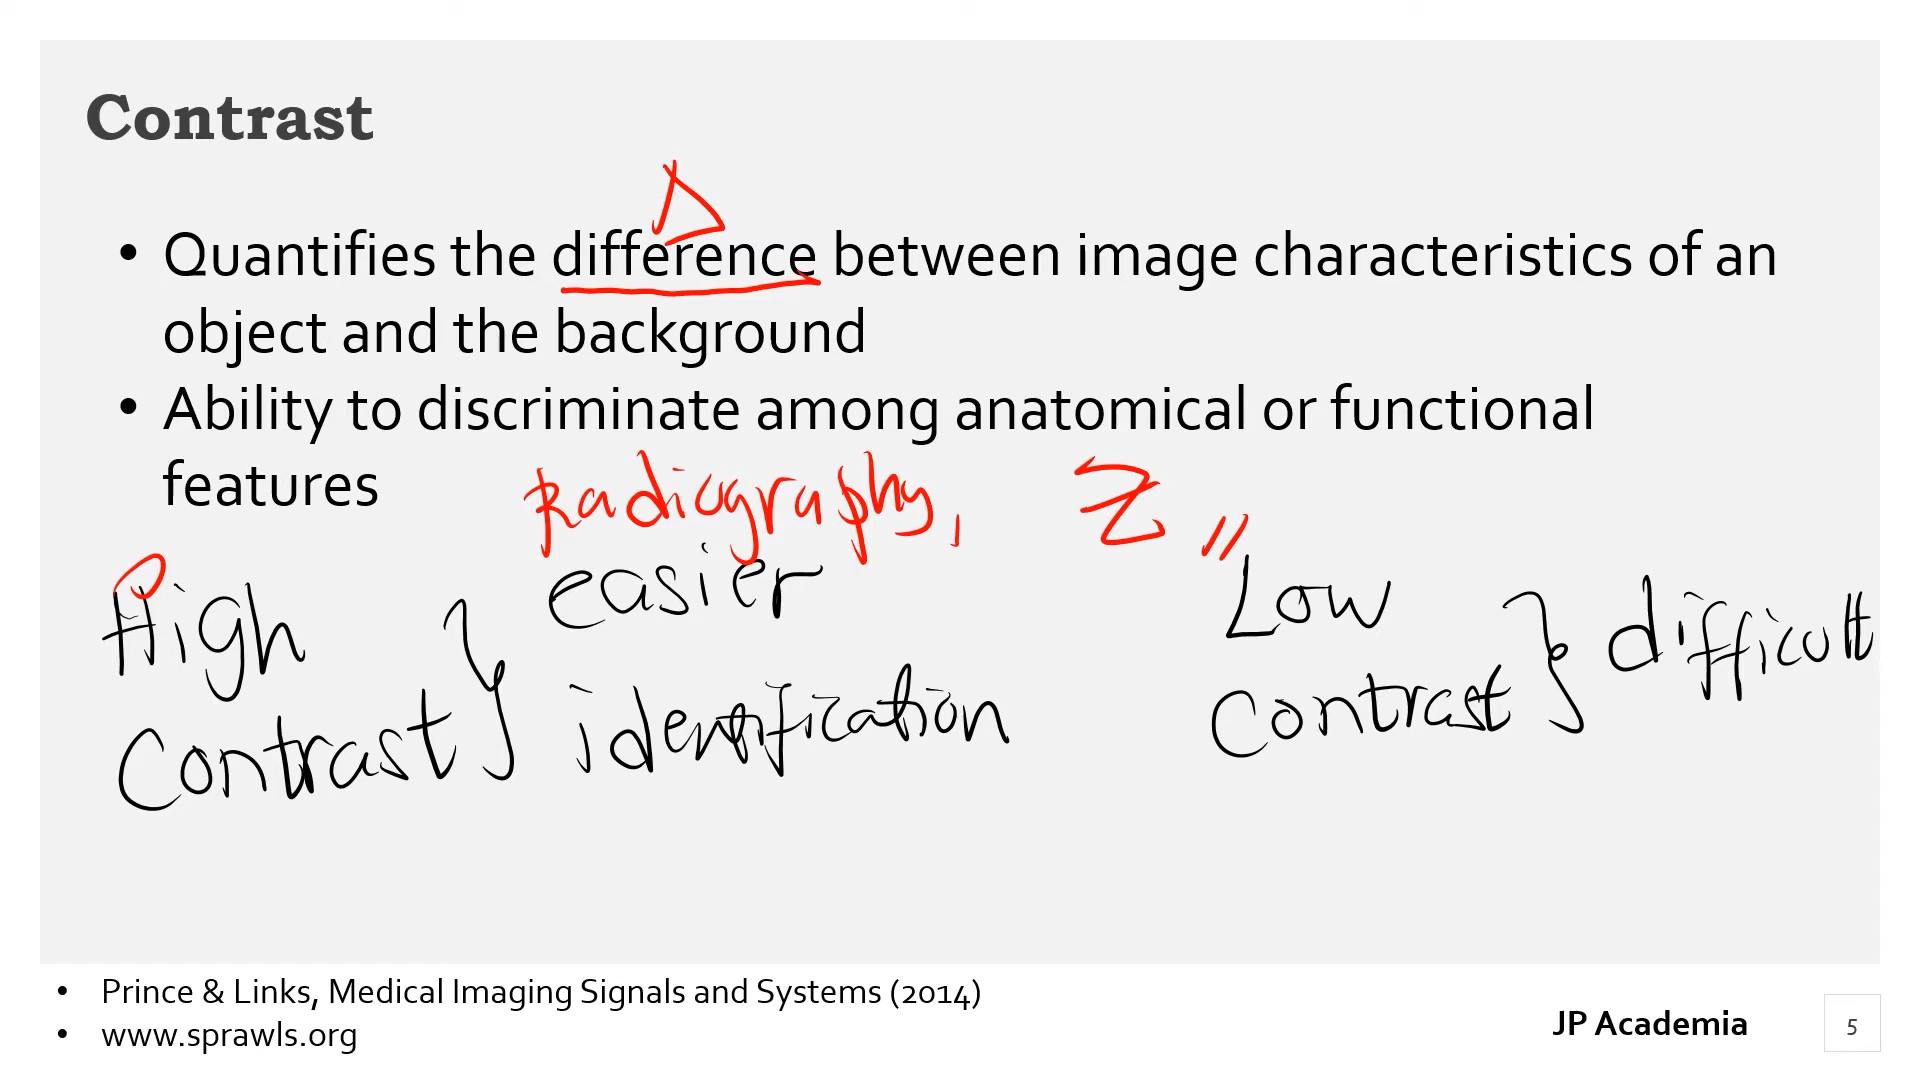 Contrast
Δ
• Quantifies the difference between image characteristics of an
object and the background
• Ability to discriminate among anatomical or functional
features
Radiography, Z "
High easier Low
Contrast } identification Contrast } difficult
• Prince & Links, Medical Imaging Signals and Systems (2014)
• www.sprawls.org
JP Academia 5